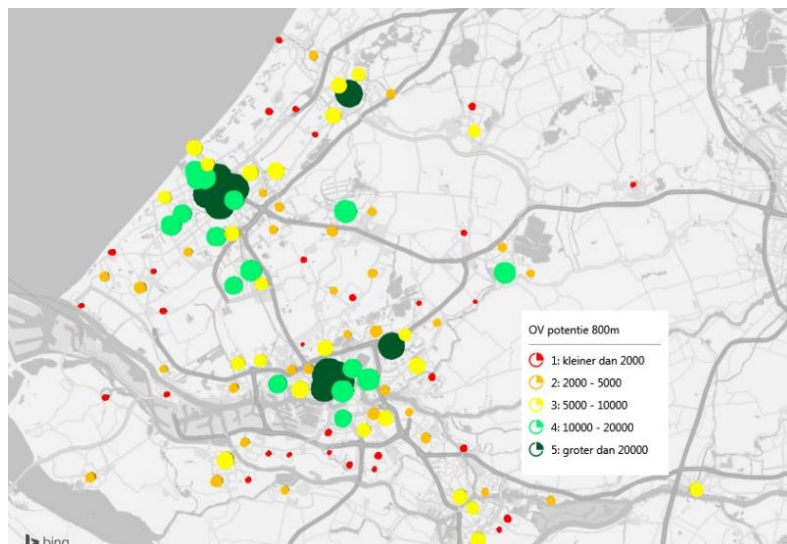 OV potentie 800m
1: kleiner dan 2000
2: 2000 - 5000
3: 5000 - 10000
4: 10000 - 20000
5: groter dan 20000
bing